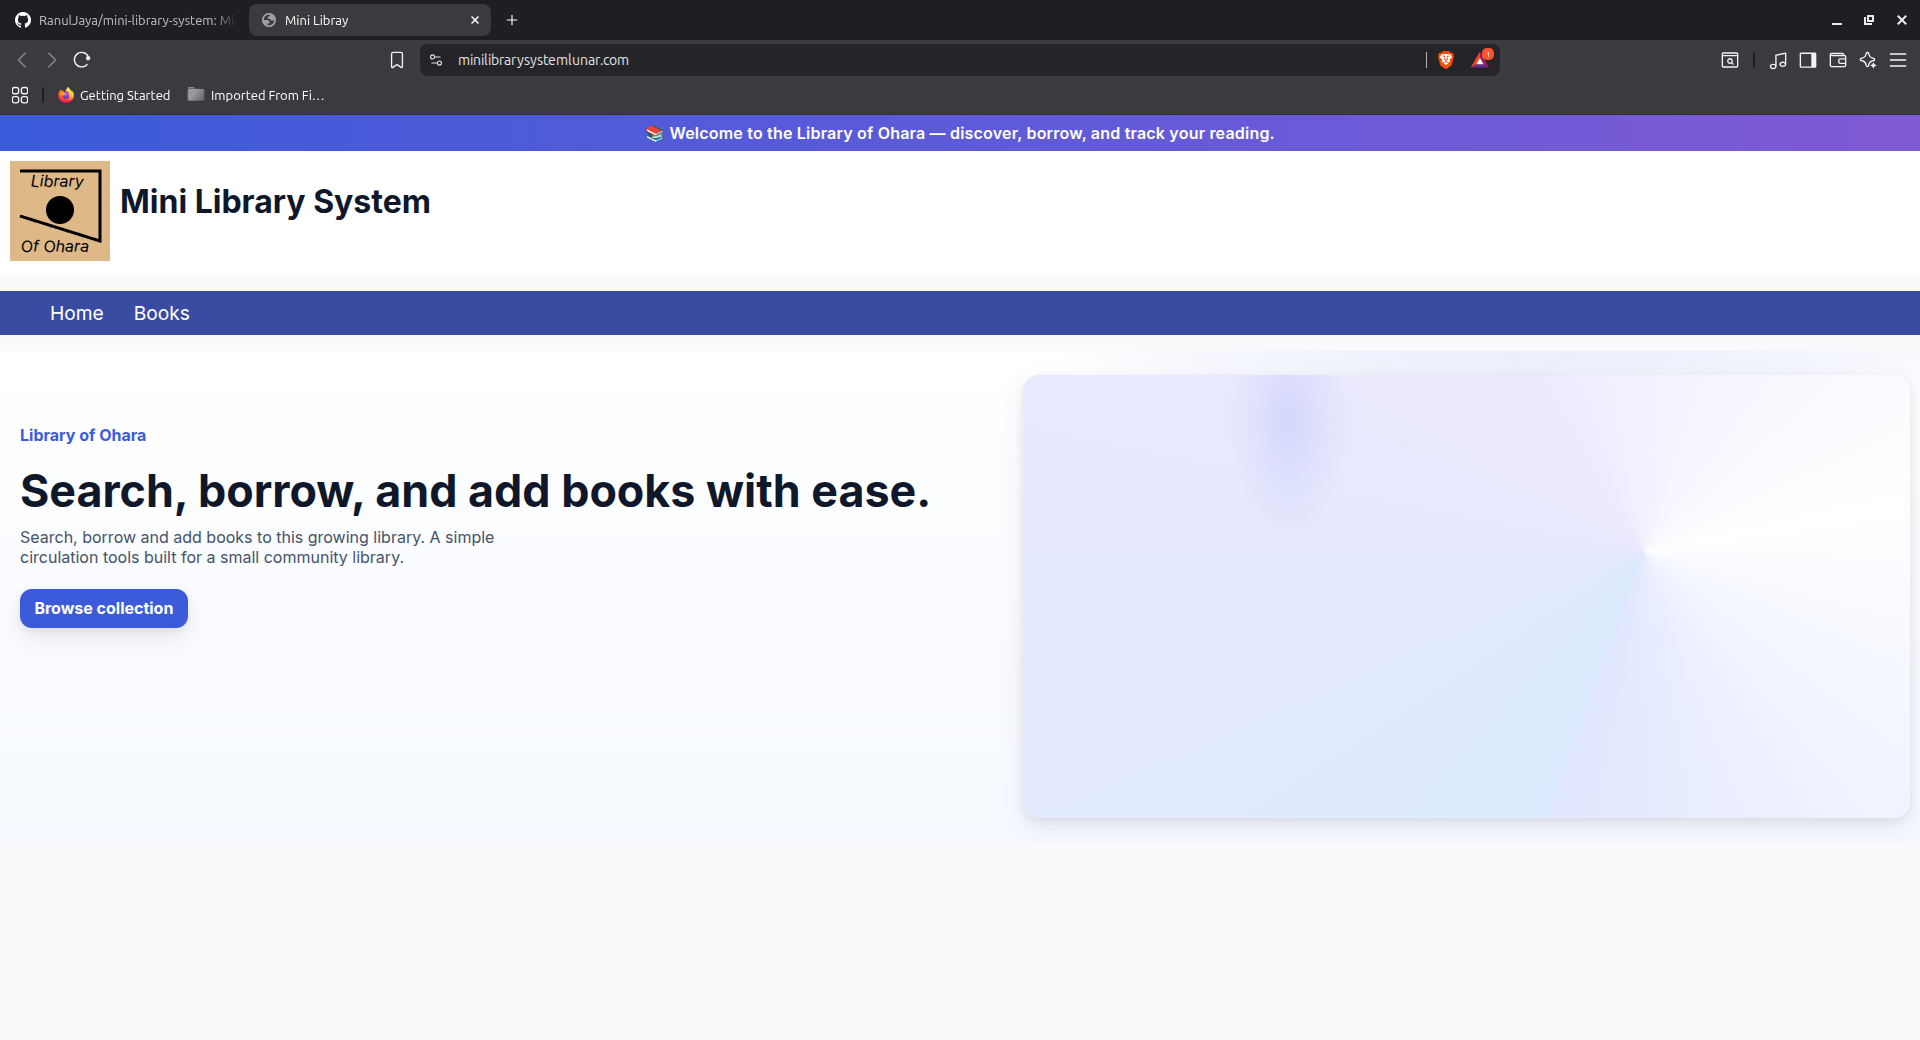 RanulJaya/mini-library-system: Mi
Mini Libray
minilibrarysystemlunar.com
1
Getting Started
Imported From Fi...
📚 Welcome to the Library of Ohara — discover, borrow, and track your reading.
Library
Of Ohara
Mini Library System
Home Books
Library of Ohara
Search, borrow, and add books with ease.
Search, borrow and add books to this growing library. A simple
circulation tools built for a small community library.
Browse collection